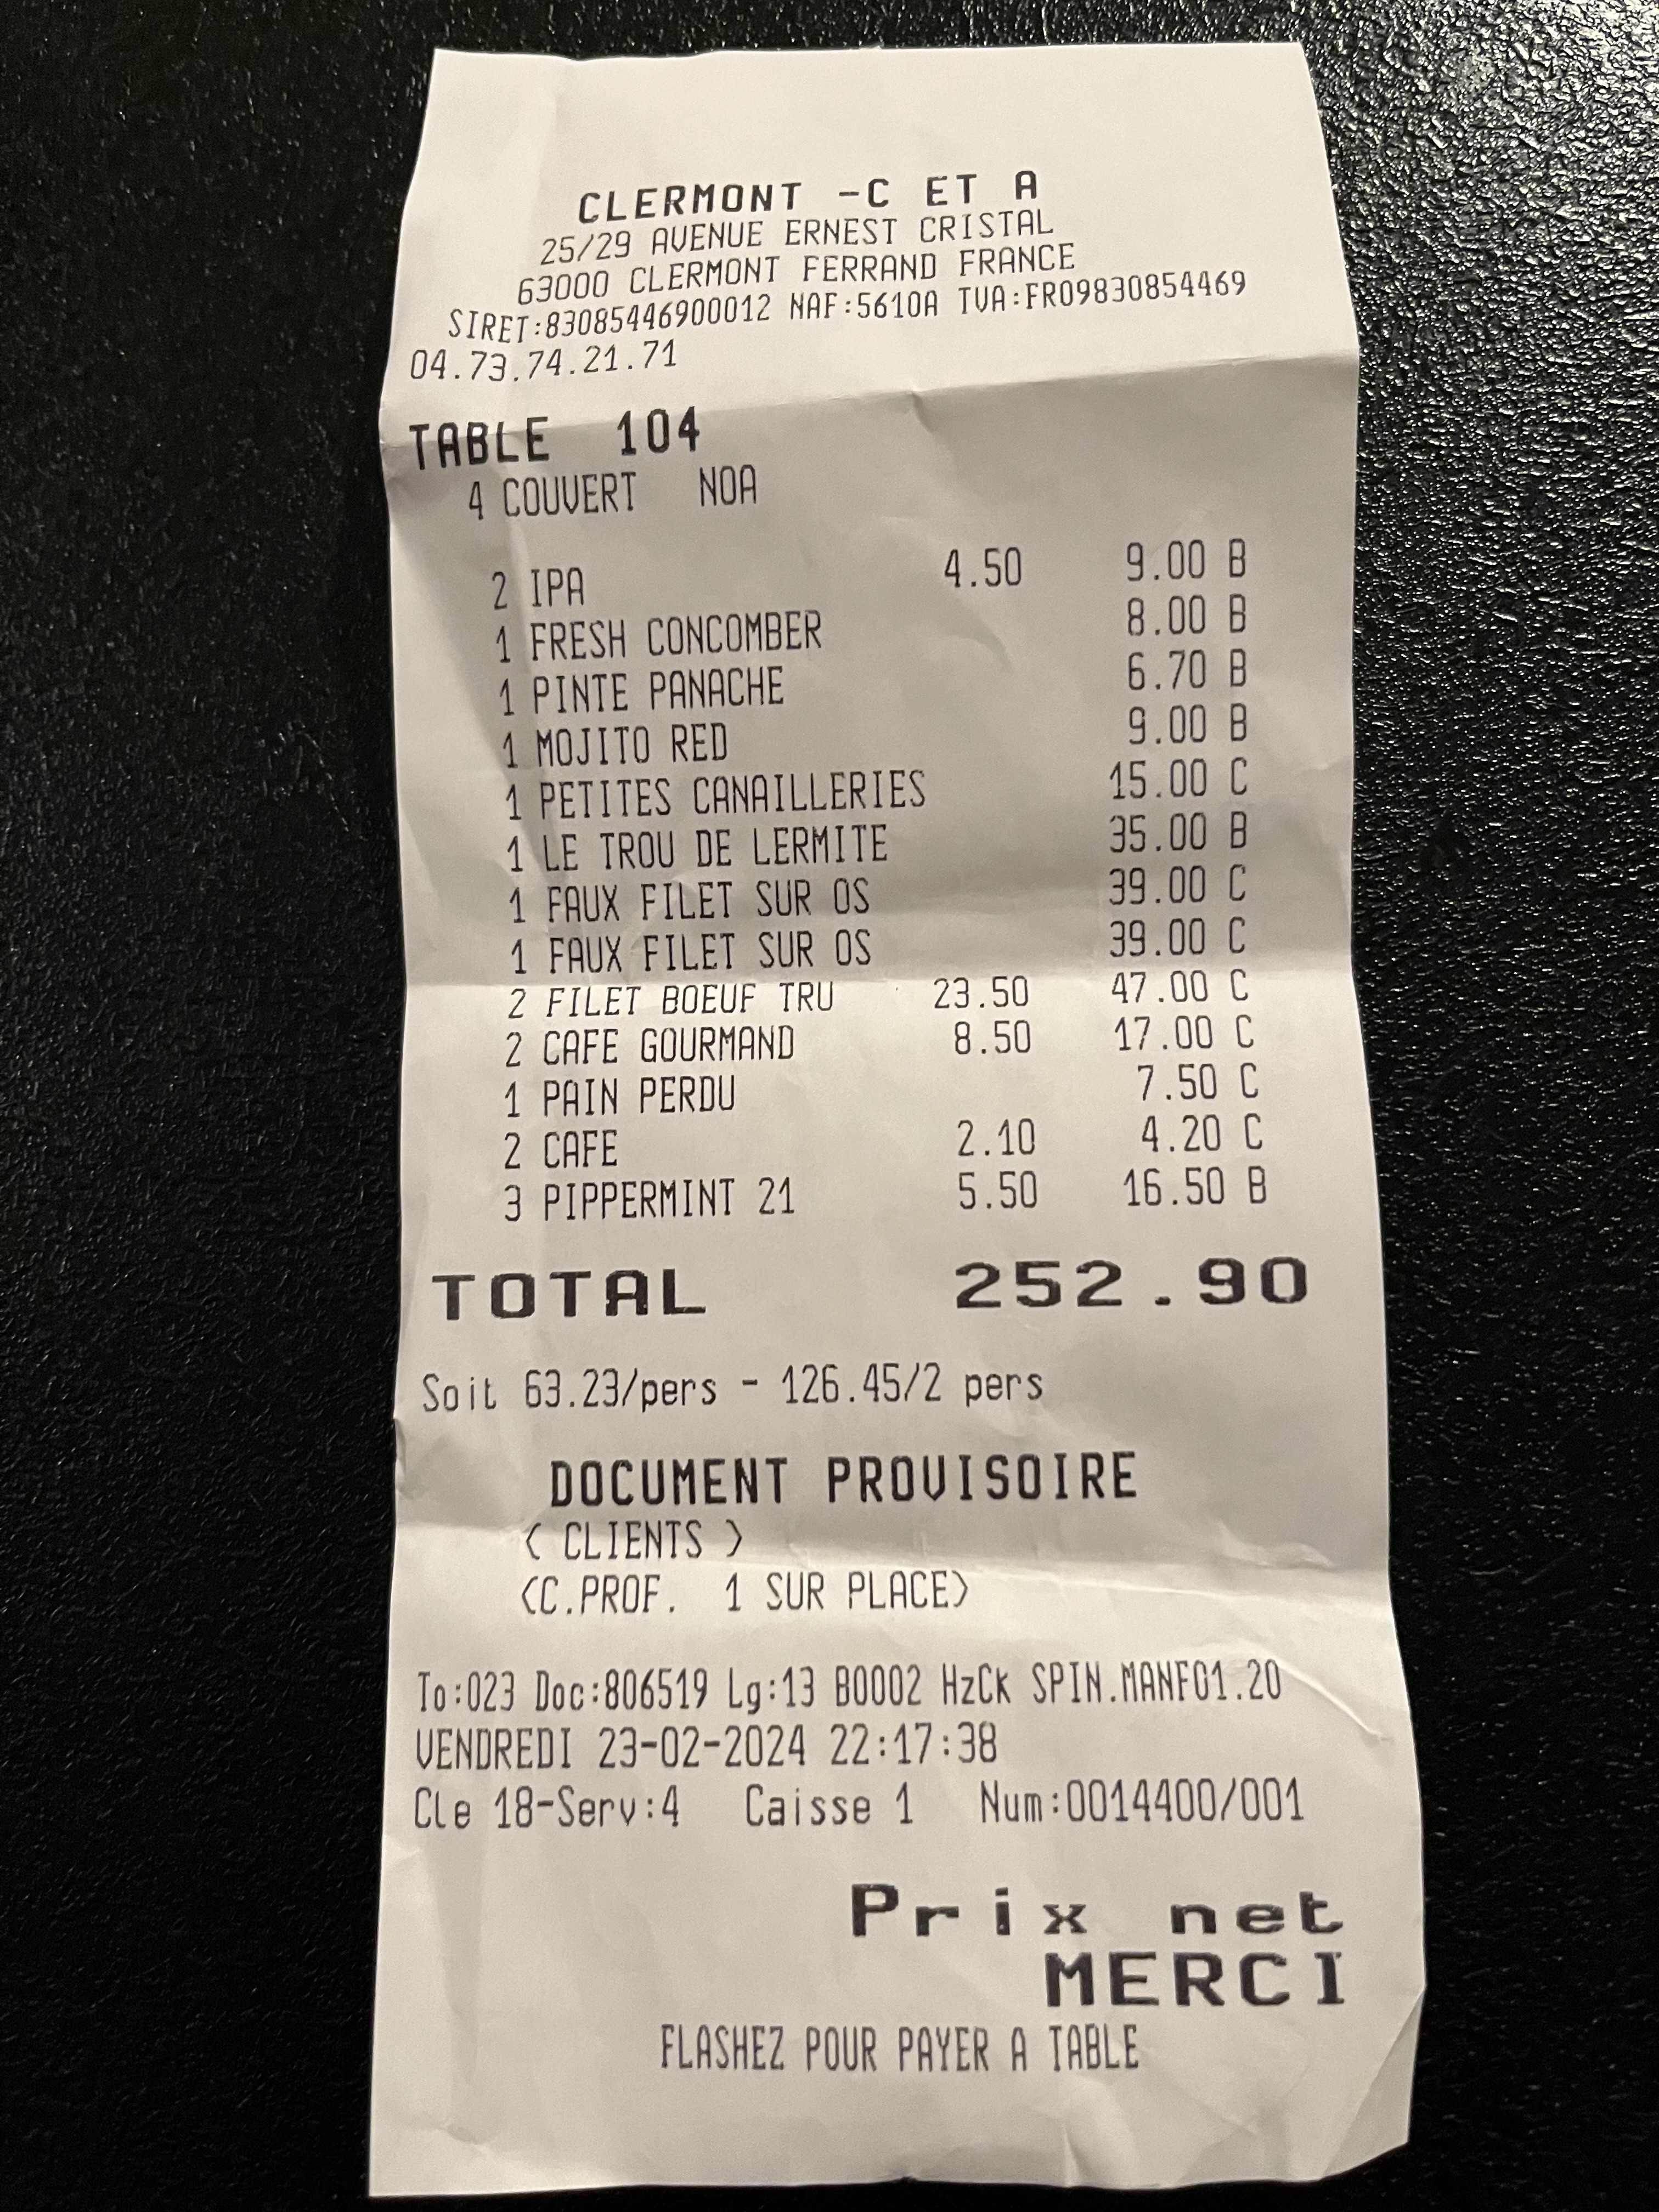 CLERMONT -C ET A
25/29 AVENUE ERNEST CRISTAL
63000 CLERMONT FERRAND FRANCE
SIRET:83085446900012 NAF:5610A TVA:FR09830854469
04.73.74.21.71
TABLE 104
4 COUVERT NOA
2 IPA 4.50 9.00 B
1 FRESH CONCOMBER 8.00 B
1 PINTE PANACHE 6.70 B
1 MOJITO RED 9.00 B
1 PETITES CANAILLERIES 15.00 C
1 LE TROU DE LERMITE 35.00 B
1 FAUX FILET SUR OS 39.00 C
1 FAUX FILET SUR OS 39.00 C
2 FILET BOEUF TRU 23.50 47.00 C
2 CAFE GOURMAND 8.50 17.00 C
1 PAIN PERDU 7.50 C
2 CAFE 2.10 4.20 C
3 PIPPERMINT 21 5.50 16.50 B
TOTAL 252.90
Soit 63.23/pers - 126.45/2 pers
DOCUMENT PROVISOIRE
< CLIENTS >
<C.PROF. 1 SUR PLACE>
To:023 Doc:806519 Lg:13 B0002 HzCk SPIN.MANF01.20
VENDREDI 23-02-2024 22:17:38
Cle 18-Serv:4 Caisse 1 Num:0014400/001
Prix net
MERCI
FLASHEZ POUR PAYER A TABLE